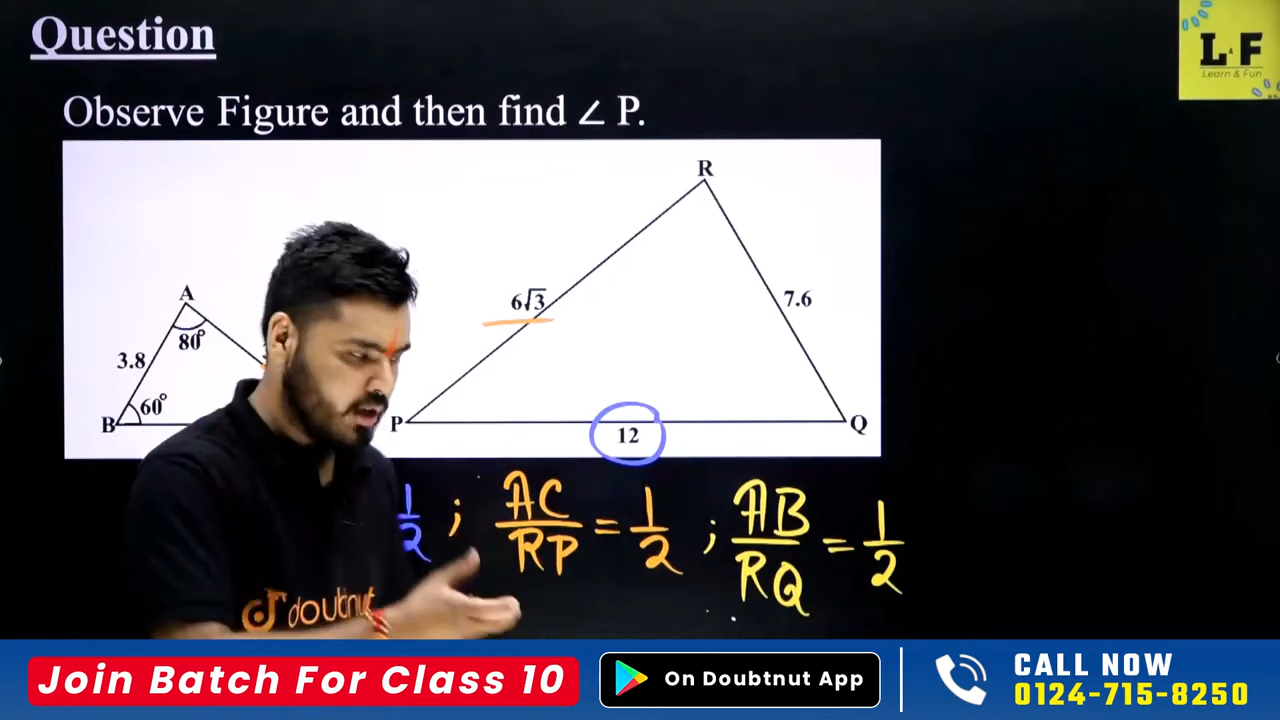 Question
L & F
Learn & Fun
Observe Figure and then find ∠ P.
R
A
6√3
7.6
80°
3.8
60°
B
P
Q
12
1/2 ; AC/RP = 1/2 ; AB/RQ = 1/2
doubtnut
Join Batch For Class 10
On Doubtnut App
CALL NOW
0124-715-8250